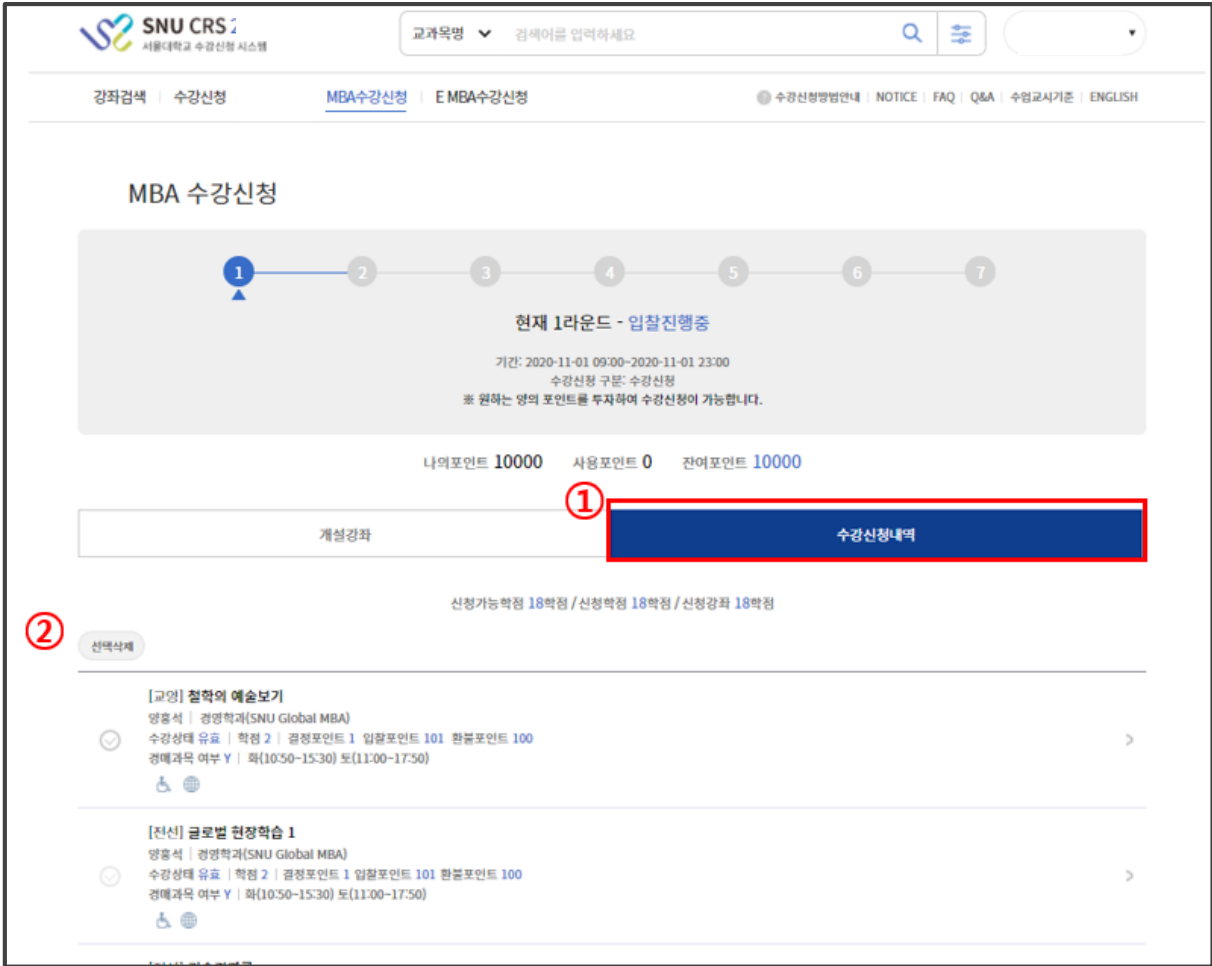 SNU CRS
서울대학교 수강신청 시스템
교과목명 검색어를 입력하세요
강좌검색 | 수강신청 MBA수강신청 | E MBA수강신청 ? 수강신청방법안내 | NOTICE | FAQ | Q&A | 수업교시기준 | ENGLISH
MBA 수강신청
1 2 3 4 5 6 7
현재 1라운드 - 입찰진행중
기간: 2020-11-01 09:00~2020-11-01 23:00
수강신청 구분: 수강신청
※ 원하는 양의 포인트를 투자하여 수강신청이 가능합니다.
나의포인트 10000 사용포인트 0 잔여포인트 10000
①
개설강좌 수강신청내역
신청가능학점 18학점 / 신청학점 18학점 / 신청강좌 18학점
②
선택삭제
[교양] 철학의 예술보기
양홍석 | 경영학과(SNU Global MBA)
수강상태 유효 | 학점 2 | 결정포인트 1 입찰포인트 101 환불포인트 100
경매과목 여부 Y | 화(10:50~15:30) 토(11:00~17:50)
[전선] 글로벌 현장학습 1
양홍석 | 경영학과(SNU Global MBA)
수강상태 유효 | 학점 2 | 결정포인트 1 입찰포인트 101 환불포인트 100
경매과목 여부 Y | 화(10:50~15:30) 토(11:00~17:50)